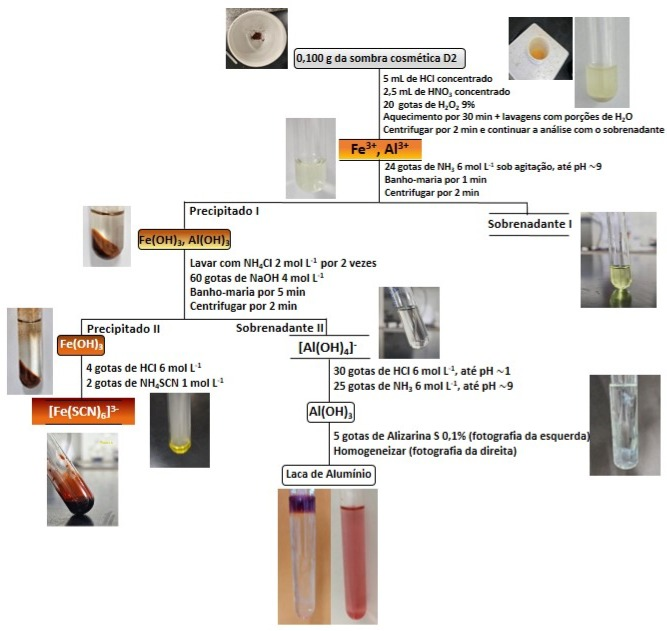 0,100 g da sombra cosmética D2
5 mL de HCl concentrado
2,5 mL de HNO₃ concentrado
20 gotas de H₂O₂ 9%
Aquecimento por 30 min + lavagens com porções de H₂O
Centrifugar por 2 min e continuar a análise com o sobrenadante
Fe³⁺, Al³⁺
24 gotas de NH₃ 6 mol L⁻¹ sob agitação, até pH ~9
Banho-maria por 1 min
Centrifugar por 2 min
Precipitado I
Sobrenadante I
Fe(OH)₃, Al(OH)₃
Lavar com NH₄Cl 2 mol L⁻¹ por 2 vezes
60 gotas de NaOH 4 mol L⁻¹
Banho-maria por 5 min
Centrifugar por 2 min
Precipitado II
Sobrenadante II
Fe(OH)₃
[Al(OH)₄]⁻
4 gotas de HCl 6 mol L⁻¹
2 gotas de NH₄SCN 1 mol L⁻¹
30 gotas de HCl 6 mol L⁻¹, até pH ~1
25 gotas de NH₃ 6 mol L⁻¹, até pH ~9
[Fe(SCN)₆]³⁻
Al(OH)₃
5 gotas de Alizarina S 0,1% (fotografia da esquerda)
Homogeneizar (fotografia da direita)
Laca de Alumínio